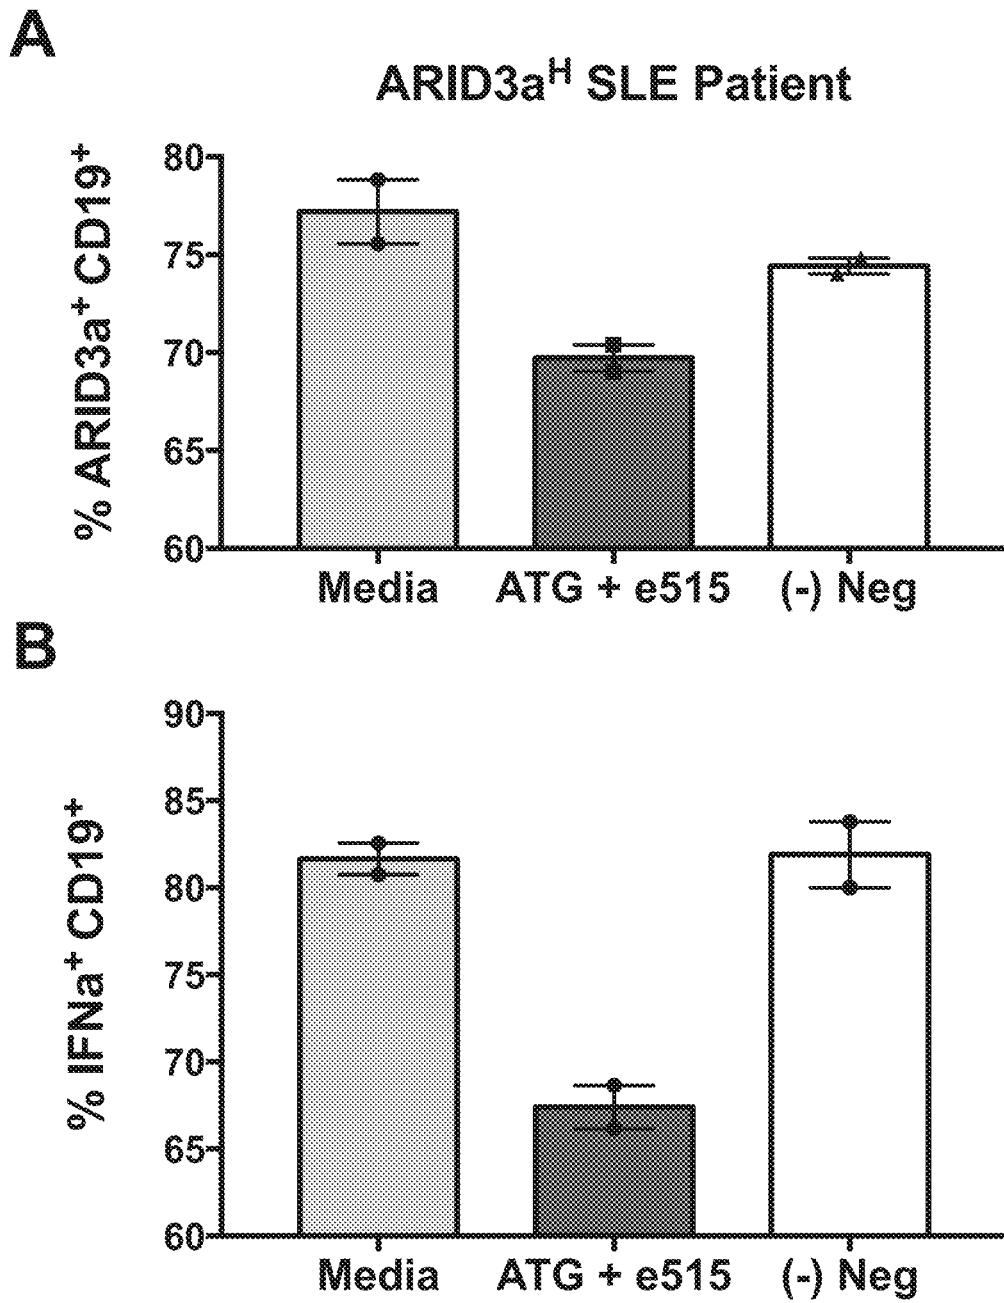 A
ARID3aᴴ SLE Patient
% ARID3a⁺ CD19⁺
80
75
70
65
60
Media ATG + e515 (-) Neg
B
% IFNa⁺ CD19⁺
90
85
80
75
70
65
60
Media ATG + e515 (-) Neg